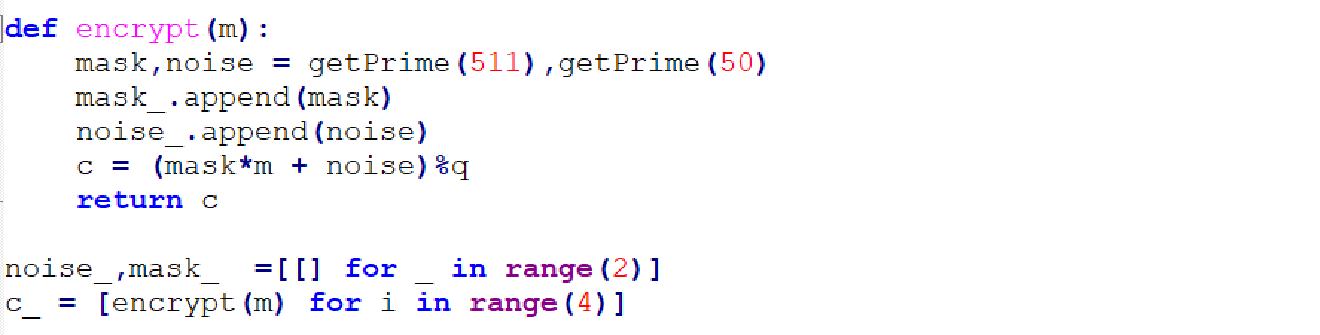 def encrypt(m):
    mask,noise = getPrime(511),getPrime(50)
    mask_.append(mask)
    noise_.append(noise)
    c = (mask*m + noise)%q
    return c
noise_,mask_  =[[] for _ in range(2)]
c_ = [encrypt(m) for i in range(4)]